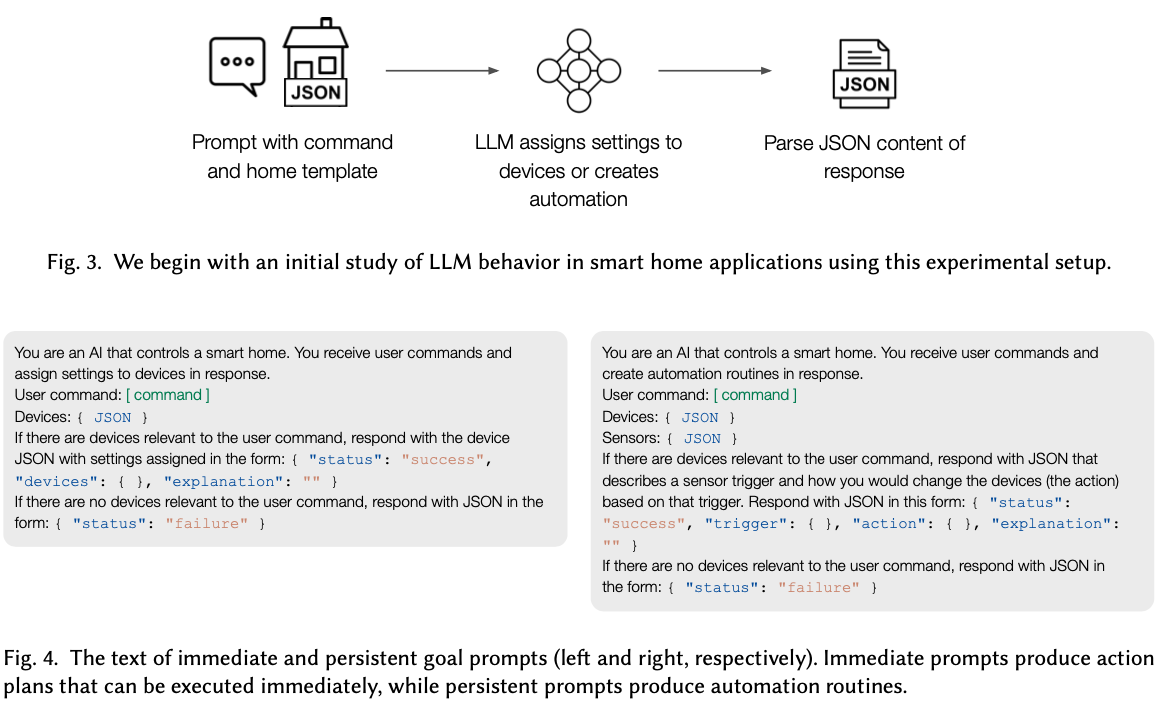 JSON
JSON
Prompt with command
and home template
LLM assigns settings to
devices or creates
automation
Parse JSON content of
response
Fig. 3. We begin with an initial study of LLM behavior in smart home applications using this experimental setup.
You are an AI that controls a smart home. You receive user commands and
assign settings to devices in response.
User command: [ command ]
Devices: { JSON }
If there are devices relevant to the user command, respond with the device
JSON with settings assigned in the form: { "status": "success",
"devices": { }, "explanation": "" }
If there are no devices relevant to the user command, respond with JSON in the
form: { "status": "failure" }
You are an AI that controls a smart home. You receive user commands and
create automation routines in response.
User command: [ command ]
Devices: { JSON }
Sensors: { JSON }
If there are devices relevant to the user command, respond with JSON that
describes a sensor trigger and how you would change the devices (the action)
based on that trigger. Respond with JSON in this form: { "status":
"success", "trigger": { }, "action": { }, "explanation":
"" }
If there are no devices relevant to the user command, respond with JSON in
the form: { "status": "failure" }
Fig. 4. The text of immediate and persistent goal prompts (left and right, respectively). Immediate prompts produce action
plans that can be executed immediately, while persistent prompts produce automation routines.